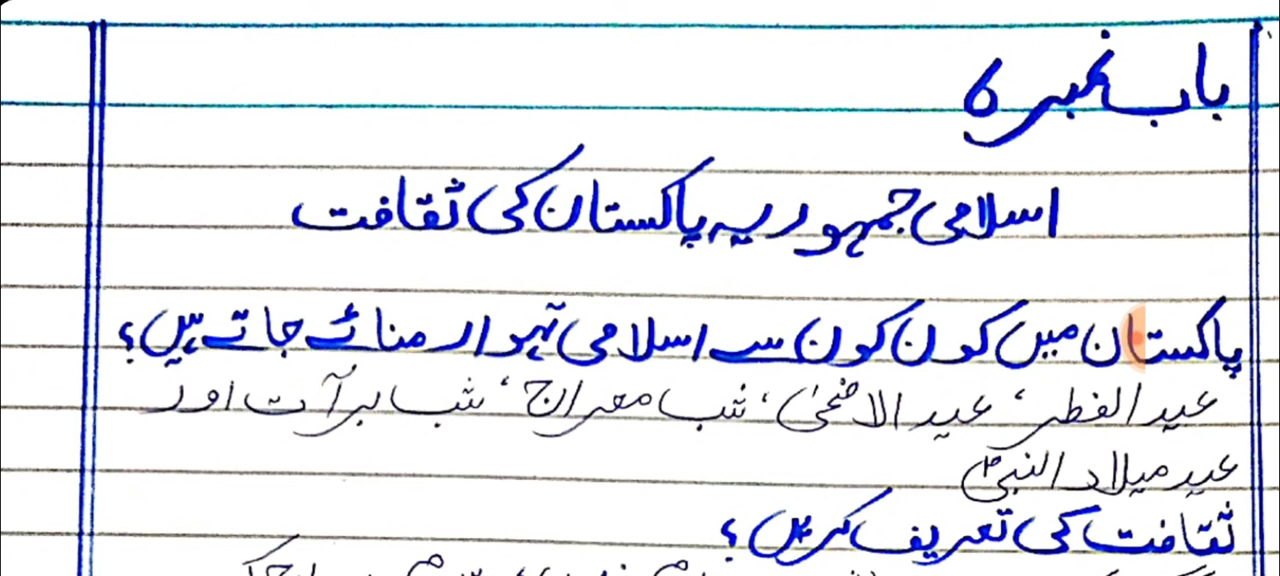 باب نمبر 6
اسلامی جمہوریہ پاکستان کی ثقافت
پاکستان میں کون کون سے اسلامی تہوار منائے جاتے ہیں؟
عید الفطر، عید الاضحیٰ، شب معراج، شب برآت اور
عید میلاد النبیؐ
ثقافت کی تعریف کریں؟